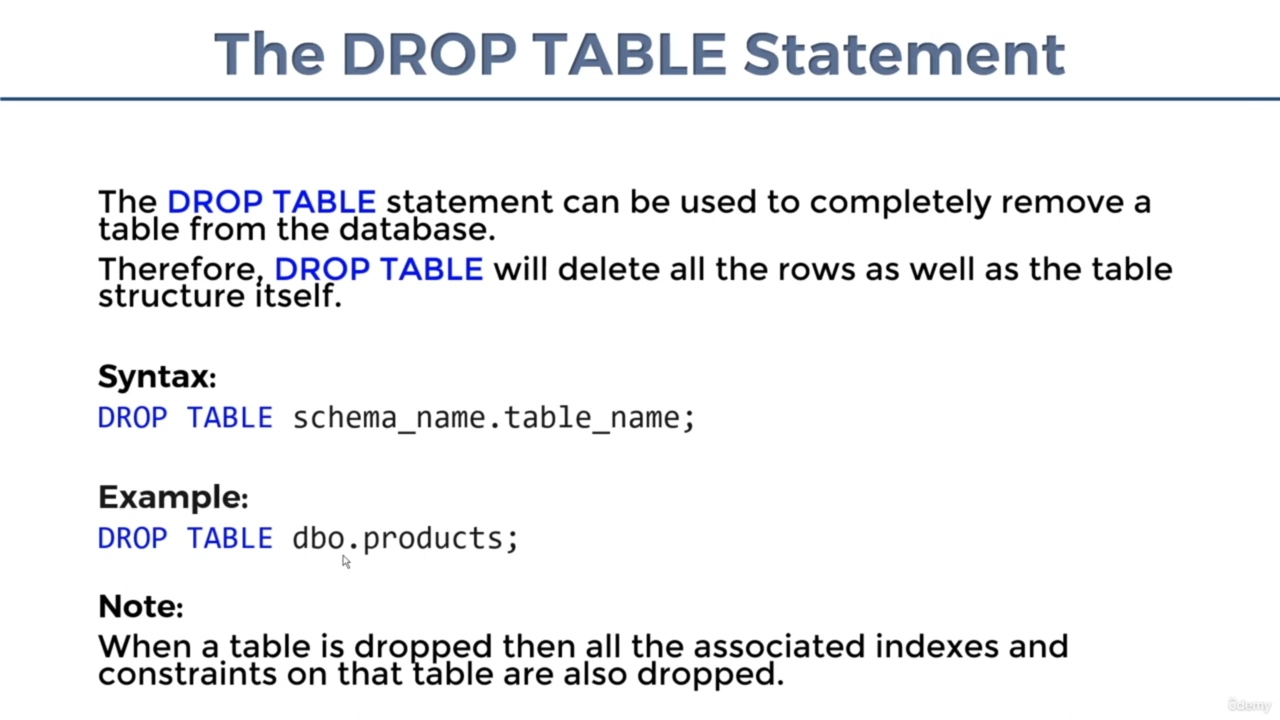 The DROP TABLE Statement
The DROP TABLE statement can be used to completely remove a
table from the database.
Therefore, DROP TABLE will delete all the rows as well as the table
structure itself.
Syntax:
DROP TABLE schema_name.table_name;
Example:
DROP TABLE dbo.products;
Note:
When a table is dropped then all the associated indexes and
constraints on that table are also dropped.
ûdemy